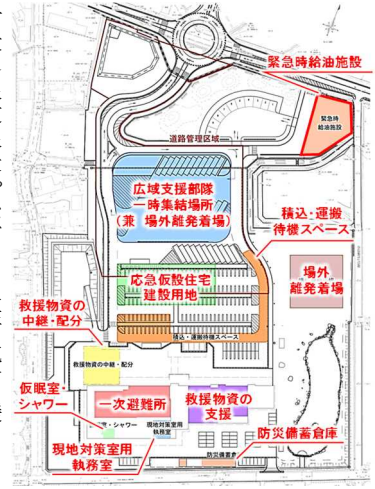 緊急時給油施設
緊急時
給油施設
道路管理区域
広域支援部隊
一時集結場所
(兼 場外離発着場)
積込・運搬
待機スペース
応急仮設住宅
建設用地
場外
離発着場
救援物資の
中継・配分
積込・運搬待機スペース
救援物資の中継・配分
仮眠室・
シャワー
一次避難所
救援物資の
支援
室・シャワー
現地対策室用
執務室
防災備蓄倉庫
防災備蓄倉
現地対策室用
執務室